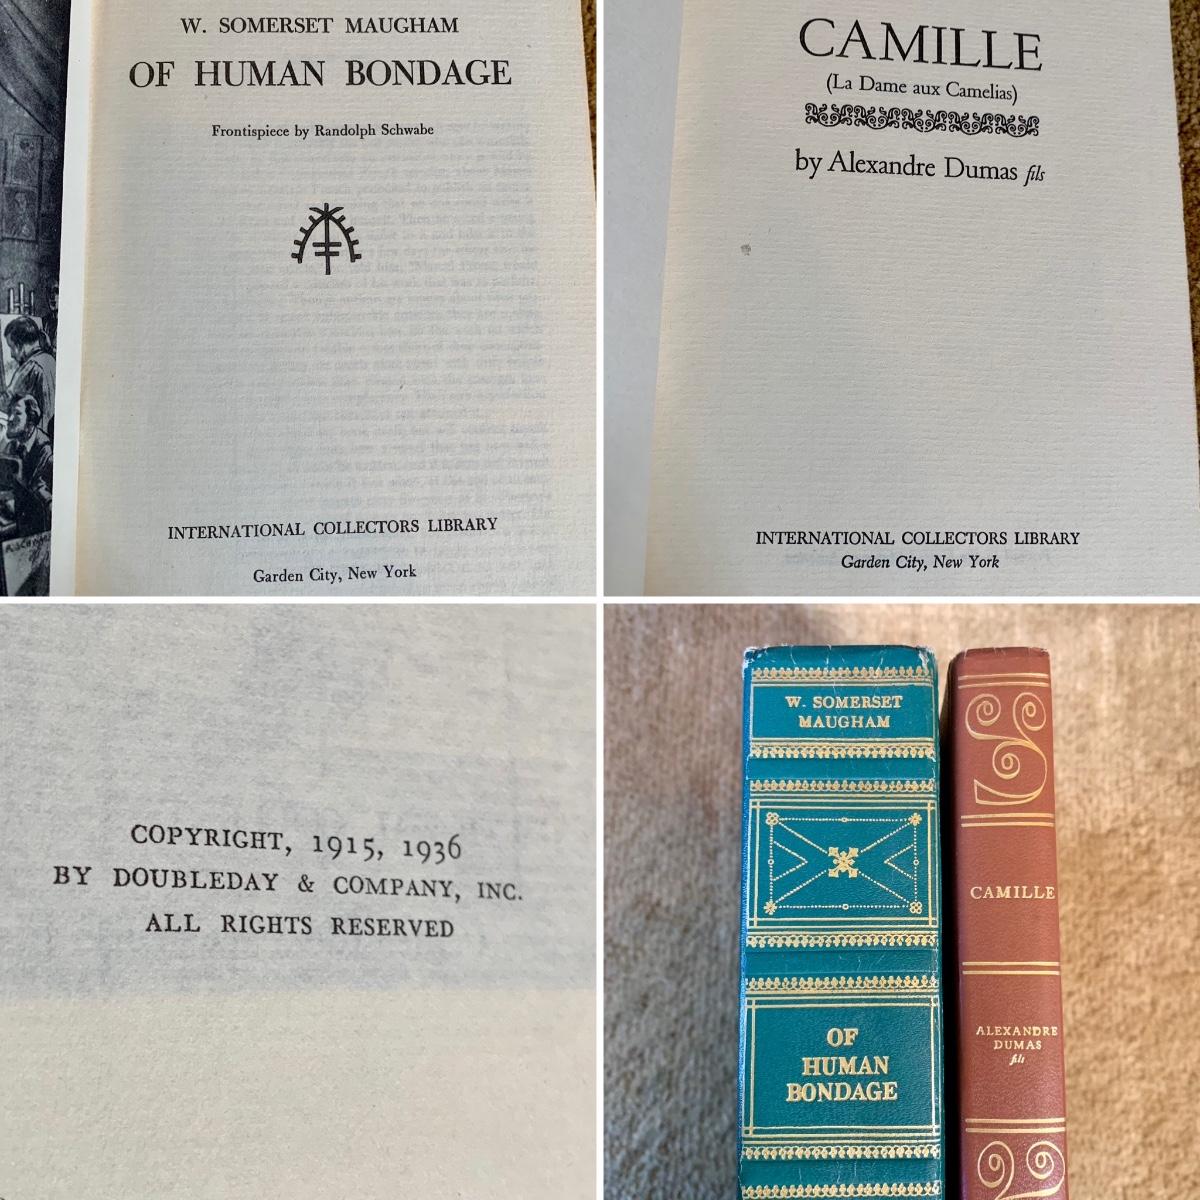 W. SOMERSET MAUGHAM
OF HUMAN BONDAGE
Frontispiece by Randolph Schwabe
INTERNATIONAL COLLECTORS LIBRARY
Garden City, New York
CAMILLE
(La Dame aux Camelias)
by Alexandre Dumas fils
INTERNATIONAL COLLECTORS LIBRARY
Garden City, New York
COPYRIGHT, 1915, 1936
BY DOUBLEDAY & COMPANY, INC.
ALL RIGHTS RESERVED
W. SOMERSET
MAUGHAM
OF
HUMAN
BONDAGE
CAMILLE
ALEXANDRE
DUMAS
fils